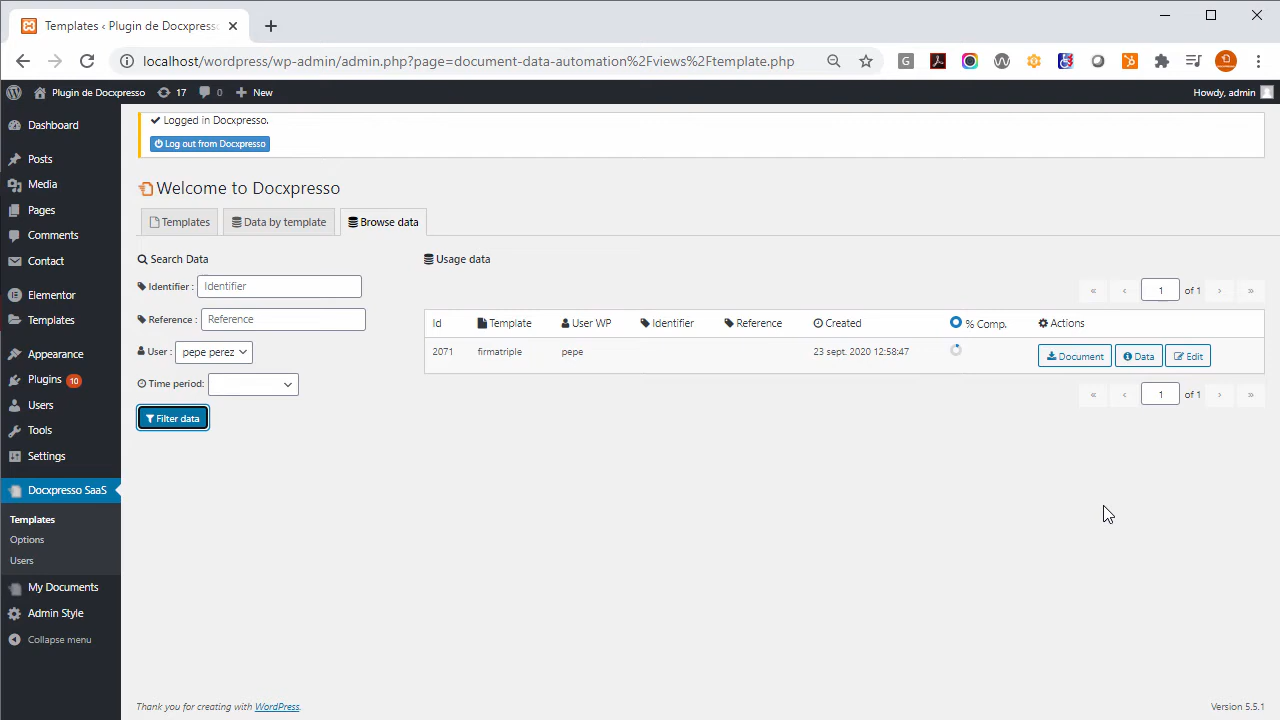 Templates ‹ Plugin de Docxpresso
localhost/wordpress/wp-admin/admin.php?page=document-data-automation%2Fviews%2Ftemplate.php
Plugin de Docxpresso 17 0 New Howdy, admin
Dashboard
Posts
Media
Pages
Comments
Contact
Elementor
Templates
Appearance
Plugins 10
Users
Tools
Settings
Docxpresso SaaS
Templates
Options
Users
My Documents
Admin Style
Collapse menu
Logged in Docxpresso.
Log out from Docxpresso
Welcome to Docxpresso
Templates Data by template Browse data
Search Data
Identifier : Identifier
Reference : Reference
User : pepe perez
Time period:
Filter data
Usage data
« ‹ 1 of 1 › »
Id Template User WP Identifier Reference Created % Comp. Actions
2071 firmatriple pepe 23 sept. 2020 12:58:47 Document Data Edit
« ‹ 1 of 1 › »
Thank you for creating with WordPress. Version 5.5.1